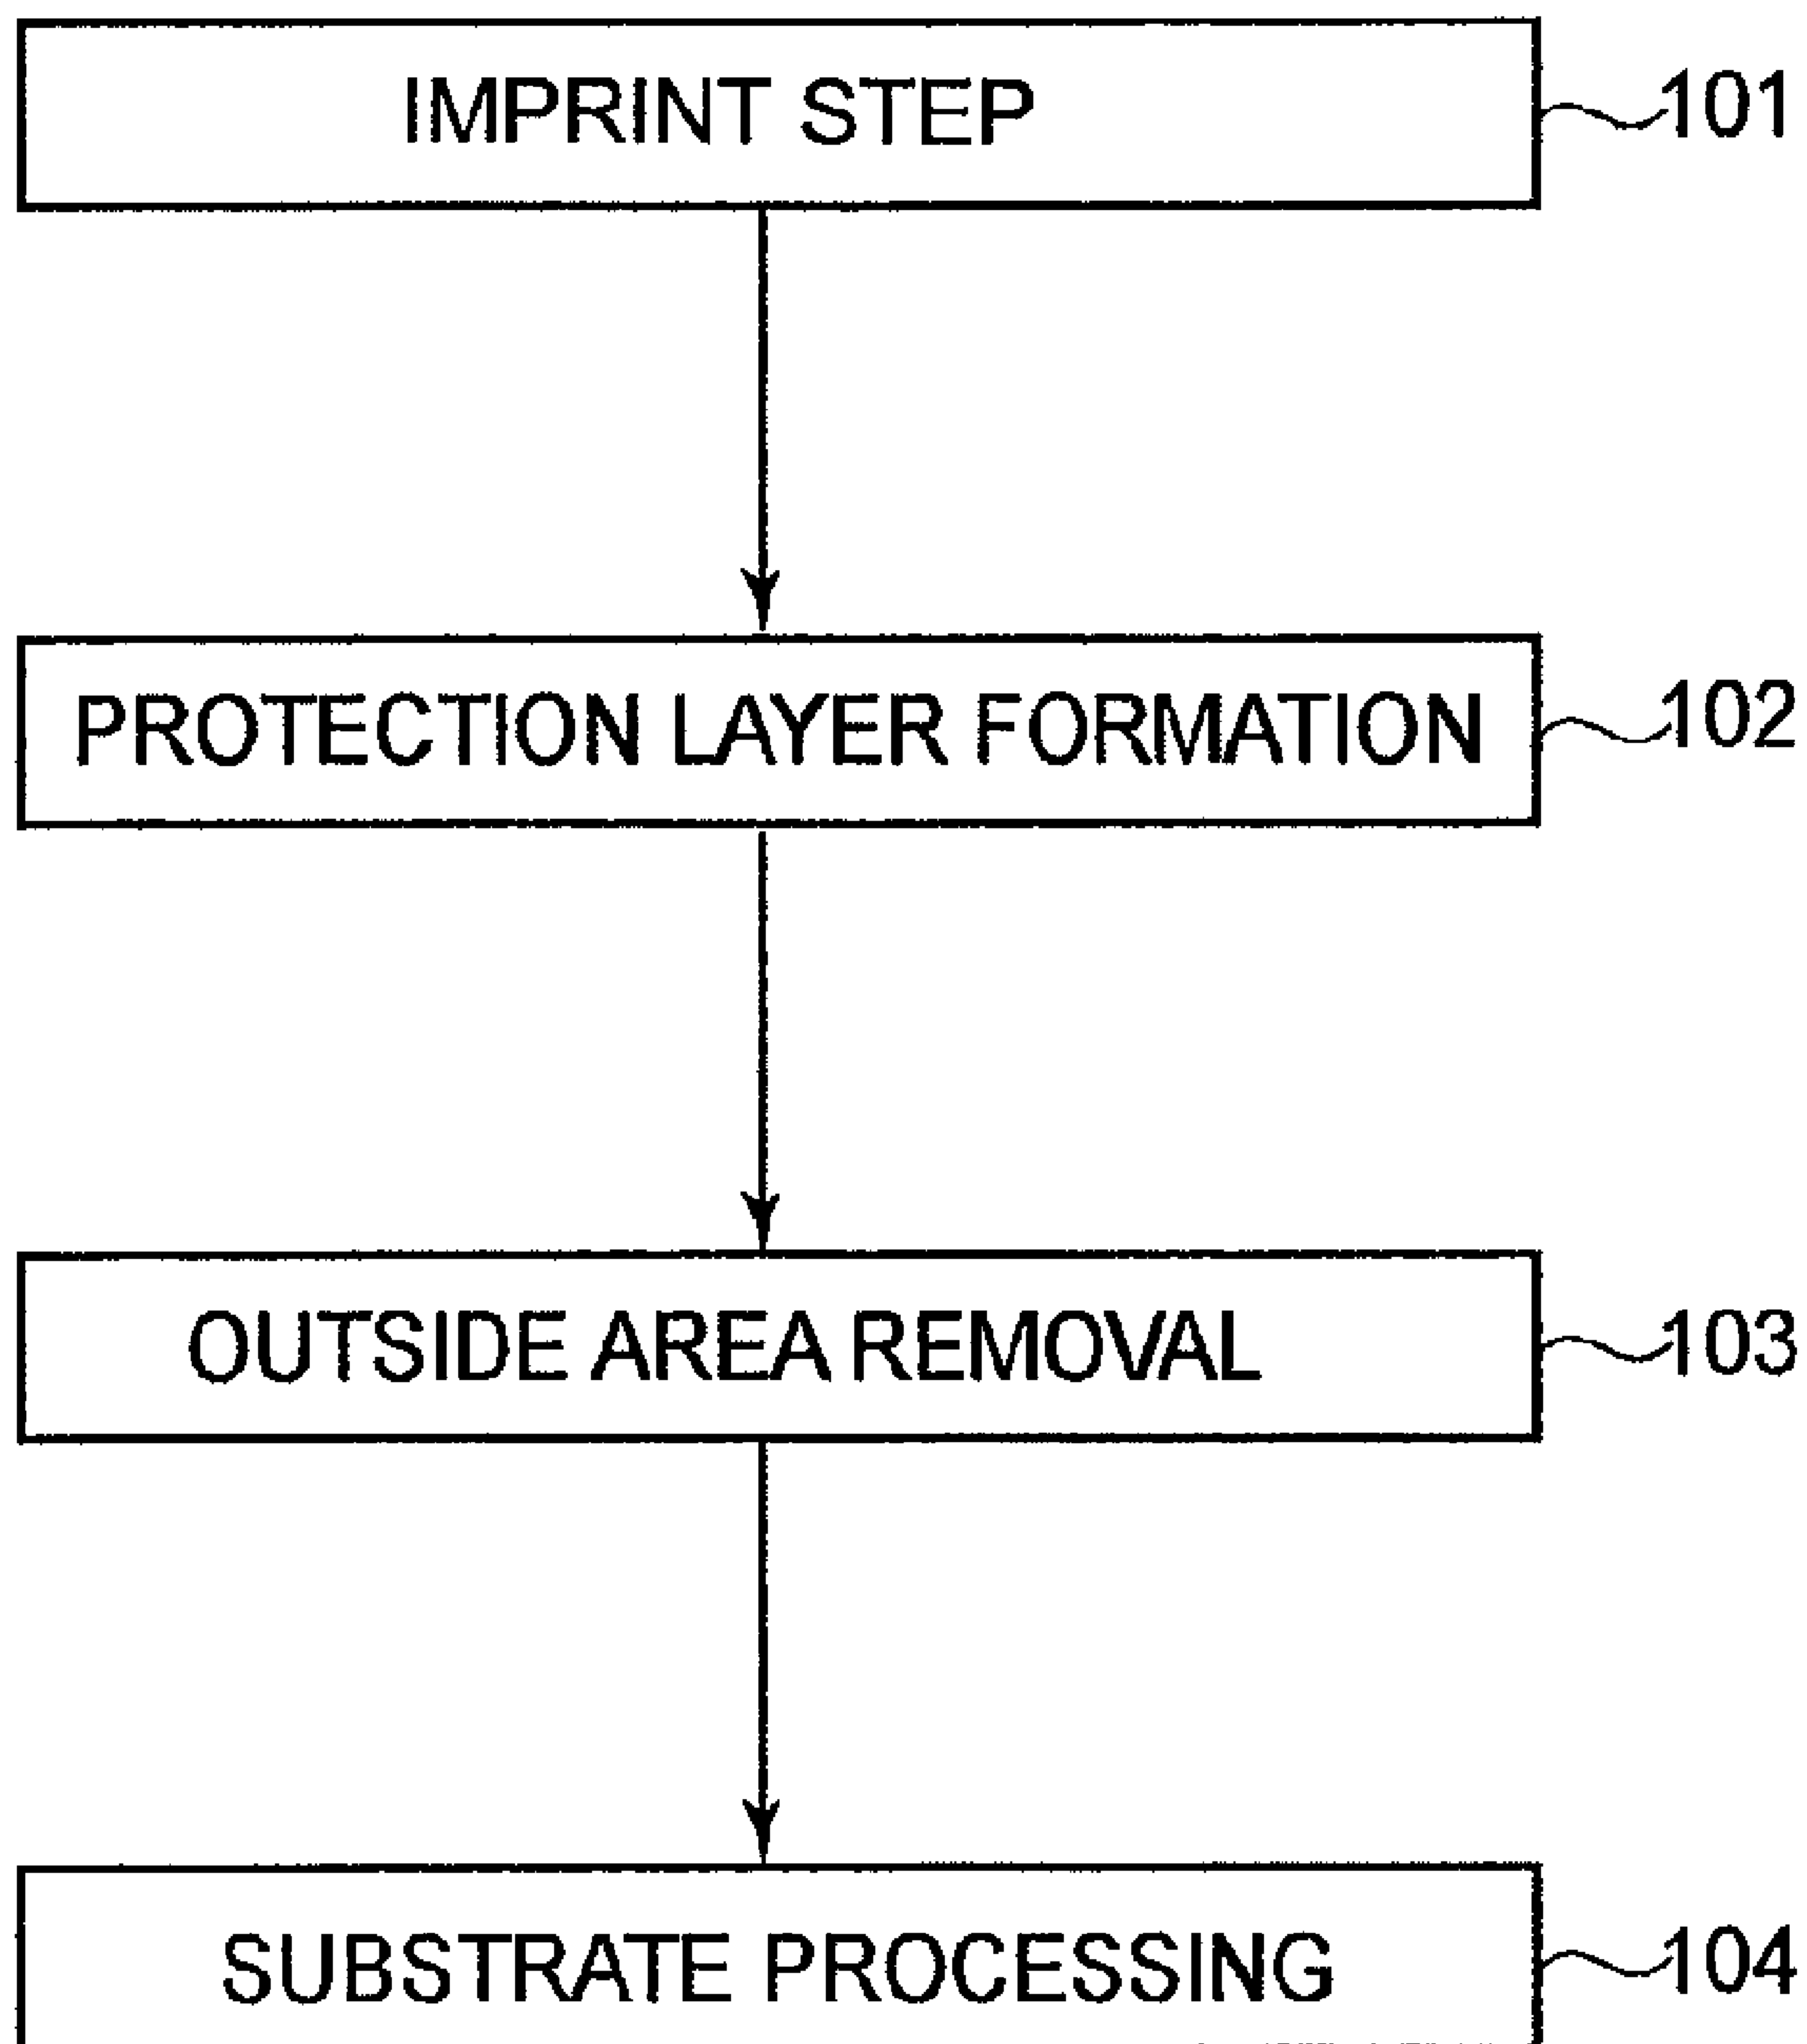 IMPRINT STEP 101
PROTECTION LAYER FORMATION 102
OUTSIDE AREA REMOVAL 103
SUBSTRATE PROCESSING 104